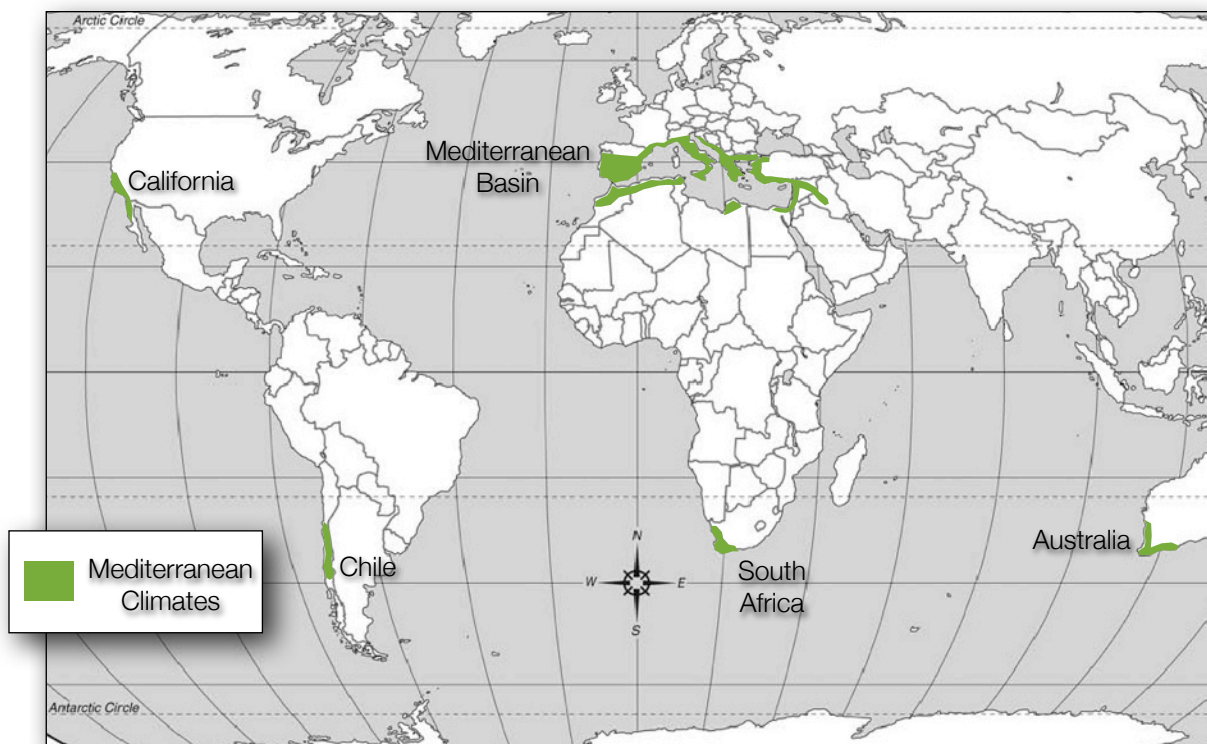 Arctic Circle
Mediterranean
Basin
California
N
W
E
S
Australia
Chile
South
Africa
Mediterranean
Climates
Antarctic Circle